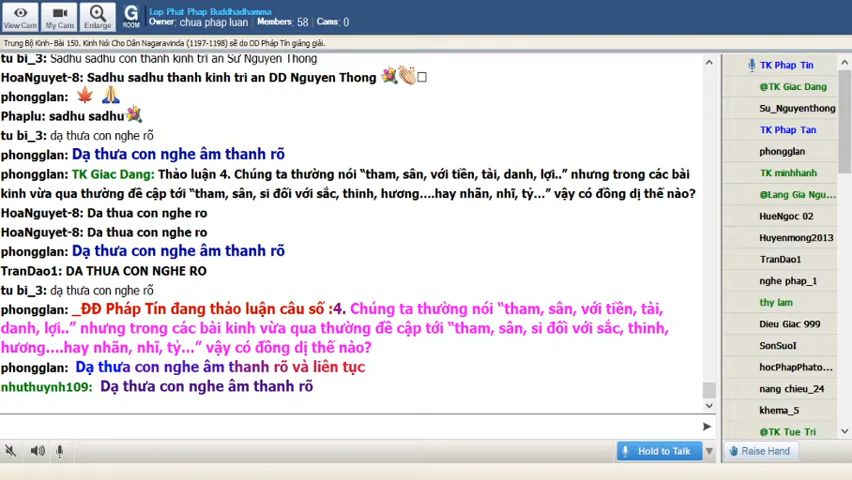 View Cam
My Cam
Enlarge
G
ROOM
Lop Phat Phap Buddhadhamma
Owner: chua phap luan Members: 58 Cams: 0
Trung Bộ Kinh- Bài 150. Kinh Nói Cho Dân Nagaravinda (1197-1198) sẽ do DD Pháp Tín giảng giải.
tu bi_3: Sadhu sadhu con thanh kinh tri an Sư Nguyen Thong
HoaNguyet-8: Sadhu sadhu thanh kinh tri an DD Nguyen Thong
phongglan:
Phaplu: sadhu sadhu
tu bi_3: dạ thưa con nghe rõ
phongglan: Dạ thưa con nghe âm thanh rõ
phongglan: TK Giac Dang: Thảo luận 4. Chúng ta thường nói “tham, sân, với tiền, tài, danh, lợi..” nhưng trong các bài
kinh vừa qua thường đề cập tới “tham, sân, si đối với sắc, thinh, hương....hay nhãn, nhĩ, tỷ...” vậy có đồng dị thế nào?
HoaNguyet-8: Da thua con nghe ro
HoaNguyet-8: Da thua con nghe ro
phongglan: Dạ thưa con nghe âm thanh rõ
TranDao1: DA THUA CON NGHE RO
tu bi_3: dạ thưa con nghe rõ
phongglan: _ĐĐ Pháp Tín đang thảo luận câu số :4. Chúng ta thường nói “tham, sân, với tiền, tài,
danh, lợi..” nhưng trong các bài kinh vừa qua thường đề cập tới “tham, sân, si đối với sắc, thinh,
hương....hay nhãn, nhĩ, tỷ...” vậy có đồng dị thế nào?
phongglan: Dạ thưa con nghe âm thanh rõ và liên tục
nhuthuynh109: Dạ thưa con nghe âm thanh rõ
Hold to Talk
TK Phap Tin
@TK Giac Dang
Su_Nguyenthong
TK Phap Tan
phongglan
TK minhhanh
@Lang Gia Ngu...
HueNgoc 02
Huyenmong2013
TranDao1
nghe phap_1
thy lam
Dieu Giac 999
SonSuoI
hocPhapPhato...
nang chieu_24
khema_5
@TK Tue Tri
Raise Hand